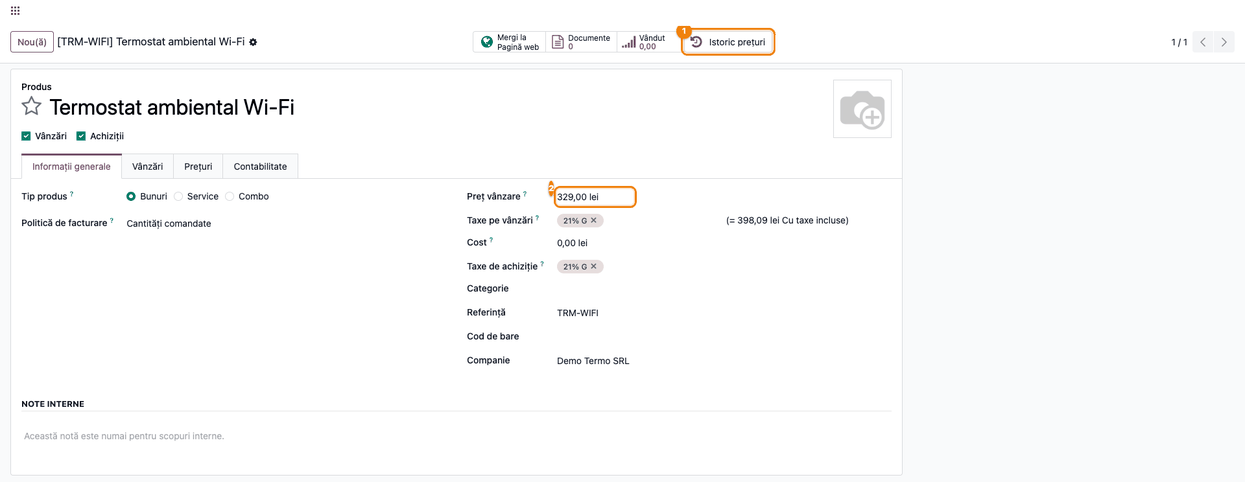 Nou(ă) [TRM-WIFI] Termostat ambiental Wi-Fi
Mergi la Pagină web
Documente 0
Vândut 0,00
1
Istoric prețuri
1 / 1
Produs
Termostat ambiental Wi-Fi
Vânzări Achiziții
Informații generale Vânzări Prețuri Contabilitate
Tip produs ? Bunuri Service Combo
Politică de facturare ? Cantități comandate
2
Preț vânzare ? 329,00 lei
Taxe pe vânzări ? 21% G ✕ (= 398,09 lei Cu taxe incluse)
Cost ? 0,00 lei
Taxe de achiziție ? 21% G ✕
Categorie
Referință TRM-WIFI
Cod de bare
Companie Demo Termo SRL
NOTE INTERNE
Această notă este numai pentru scopuri interne.